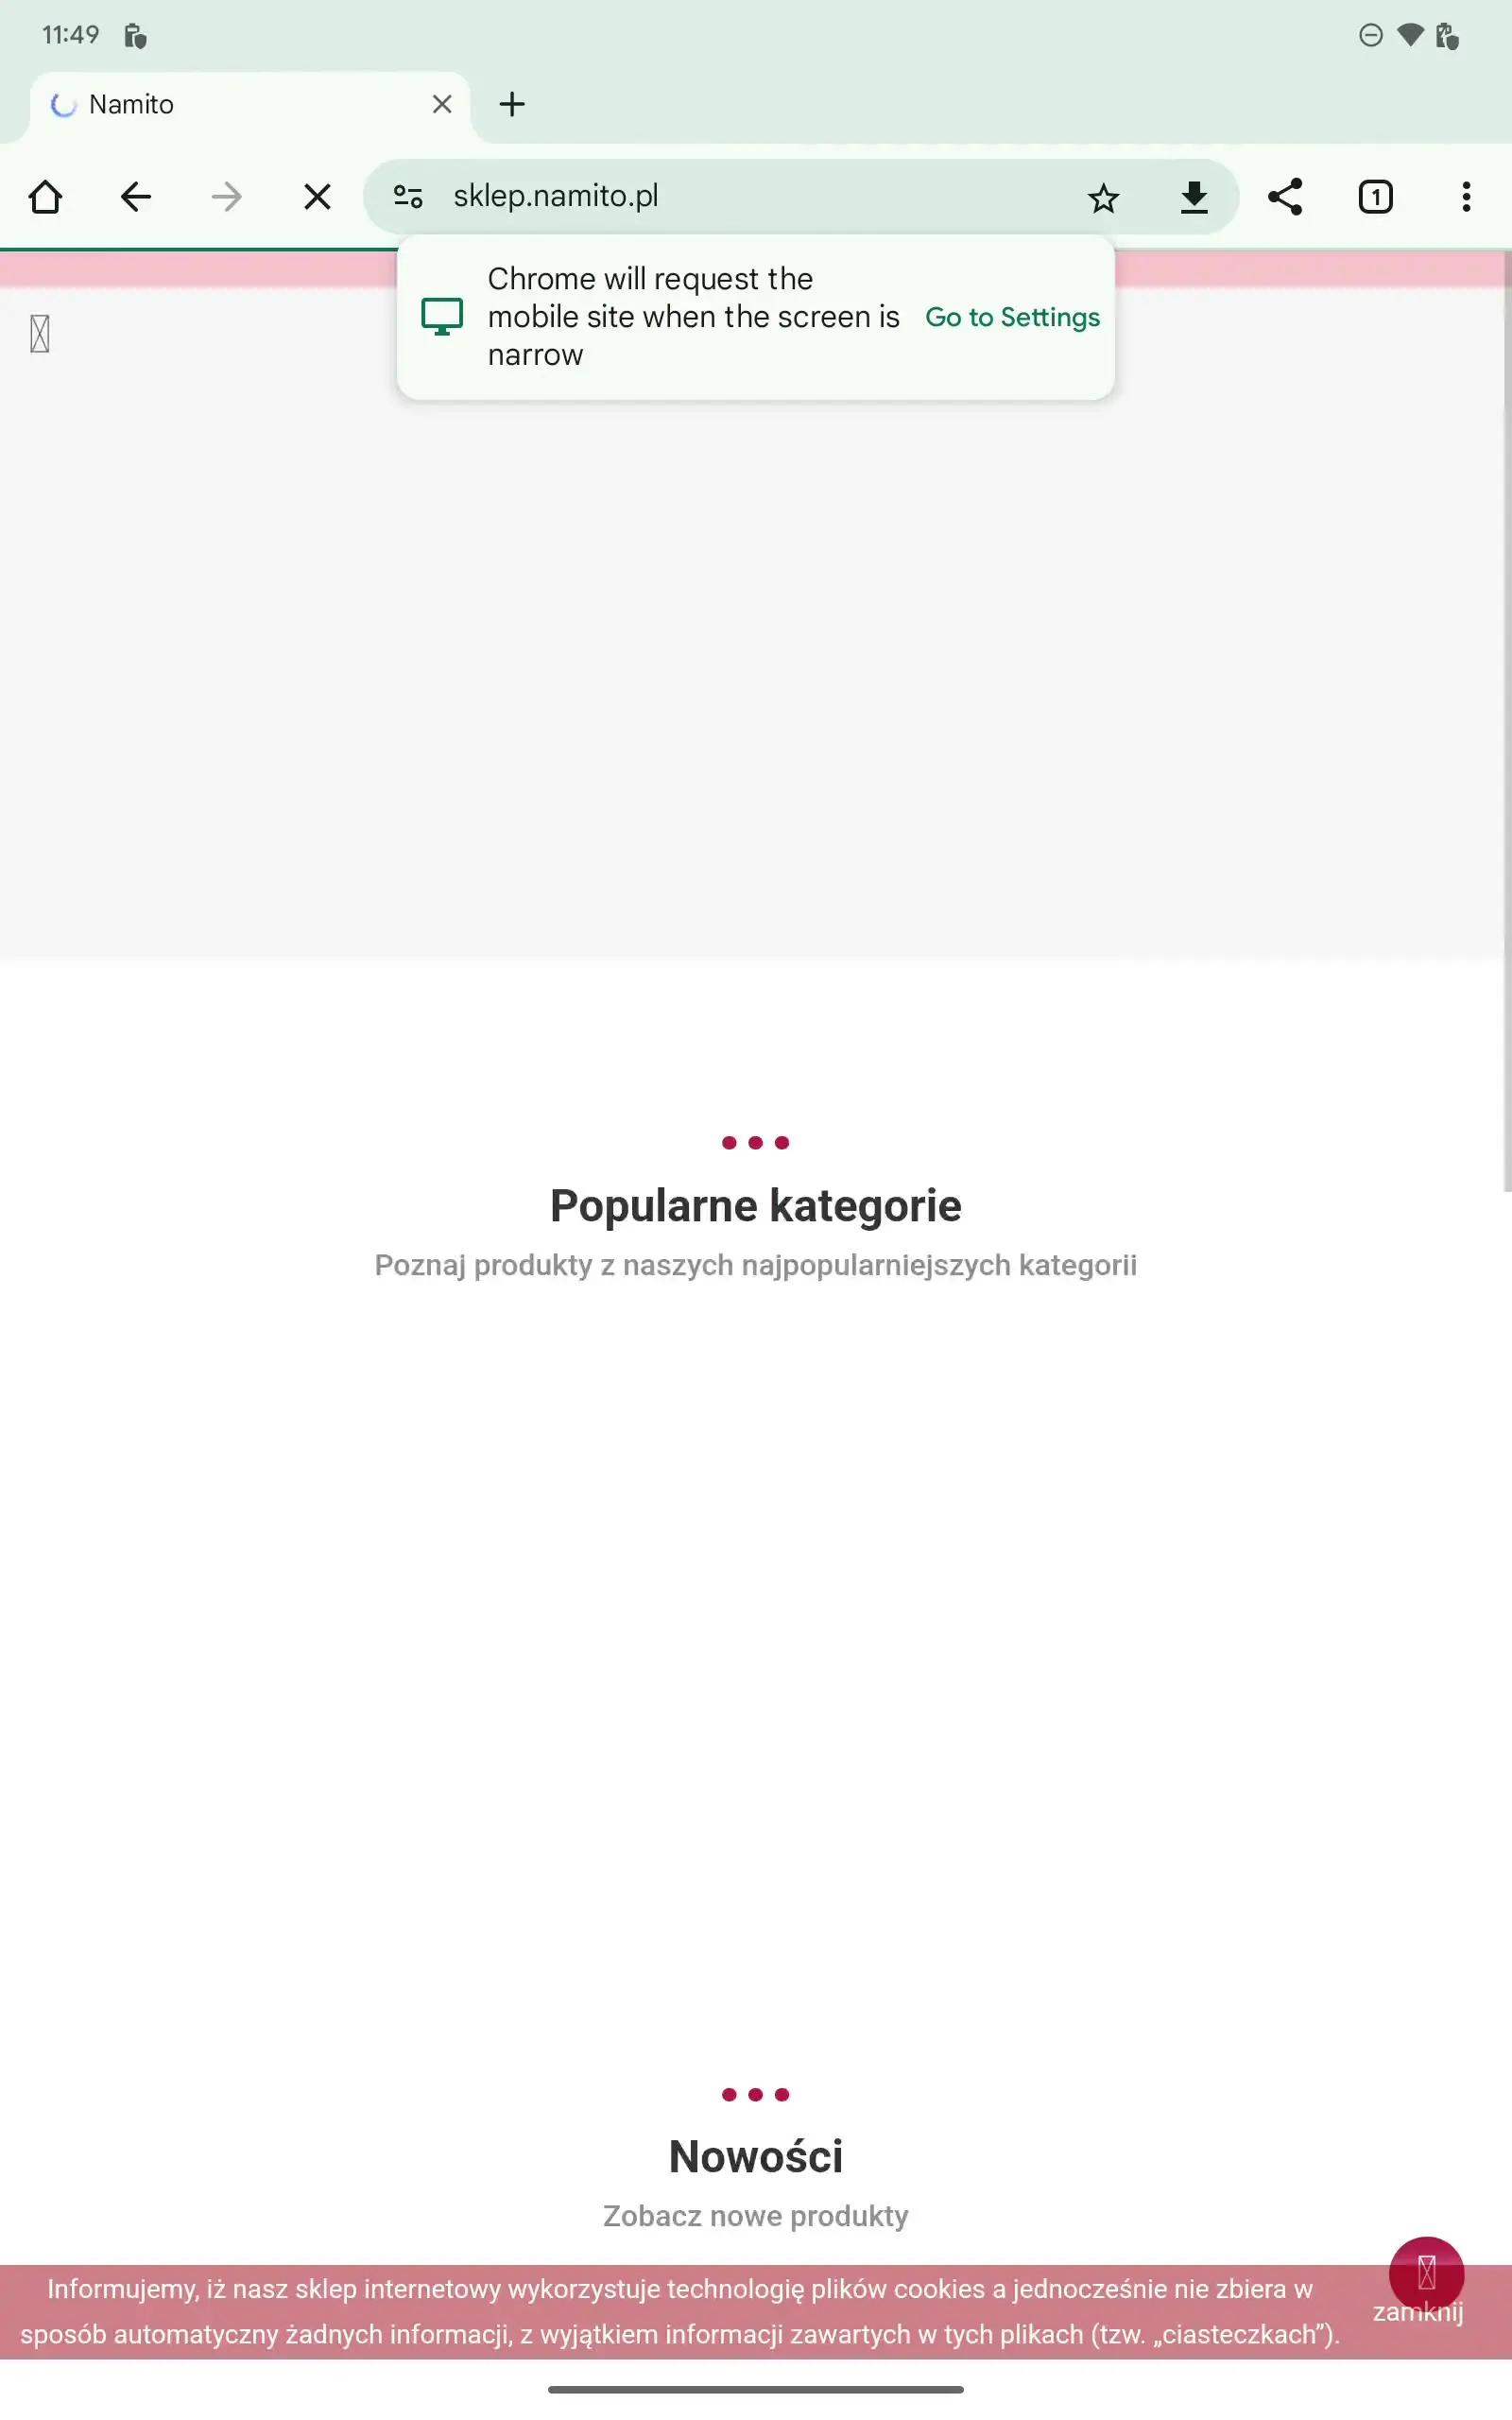 11:49
Namito
sklep.namito.pl
1
Chrome will request the
mobile site when the screen is
narrow
Go to Settings
Popularne kategorie
Poznaj produkty z naszych najpopularniejszych kategorii
Nowości
Zobacz nowe produkty
Informujemy, iż nasz sklep internetowy wykorzystuje technologię plików cookies a jednocześnie nie zbiera w
sposób automatyczny żadnych informacji, z wyjątkiem informacji zawartych w tych plikach (tzw. „ciasteczkach”).
zamknij